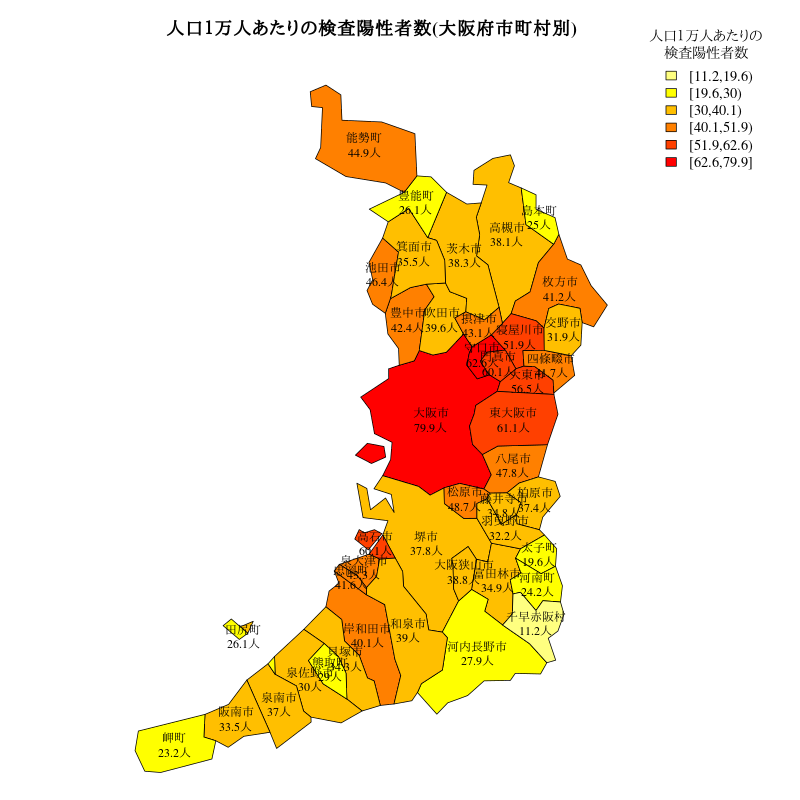 人口1万人あたりの検査陽性者数(大阪府市町村別)
人口1万人あたりの
検査陽性者数
[11.2,19.6)
[19.6,30)
[30,40.1)
[40.1,51.9)
[51.9,62.6)
[62.6,79.9]
能勢町
44.9人
豊能町
26.1人
島本町
25人
高槻市
38.1人
茨木市
38.3人
箕面市
35.5人
池田市
46.4人
枚方市
41.2人
豊中市
42.4人
吹田市
39.6人
摂津市
43.1人
寝屋川市
51.9人
交野市
31.9人
守口市
62.6人
門真市
60.1人
四條畷市
41.7人
大東市
56.5人
大阪市
79.9人
東大阪市
61.1人
八尾市
47.8人
松原市
48.7人
藤井寺市
34.8人
柏原市
37.4人
羽曳野市
32.2人
高石市
堺市
37.8人
太子町
19.6人
泉大津市
忠岡町
41.6人
大阪狭山市
38.8人
富田林市
34.9人
河南町
24.2人
千早赤阪村
11.2人
田尻町
26.1人
岸和田市
40.1人
和泉市
39人
貝塚市
34.3人
熊取町
29人
河内長野市
27.9人
泉佐野市
30人
泉南市
37人
阪南市
33.5人
岬町
23.2人